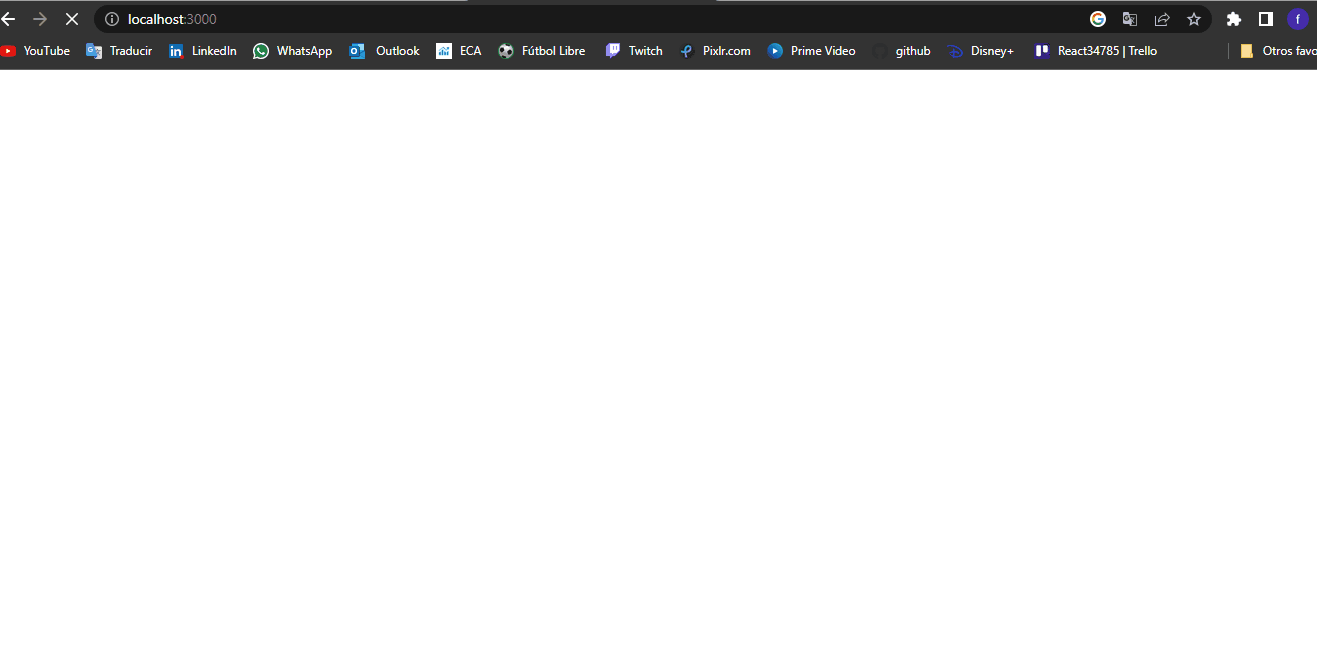 localhost:3000
f
YouTube Traducir LinkedIn WhatsApp Outlook ECA Fútbol Libre Twitch Pixlr.com Prime Video github Disney+ React34785 | Trello Otros favo